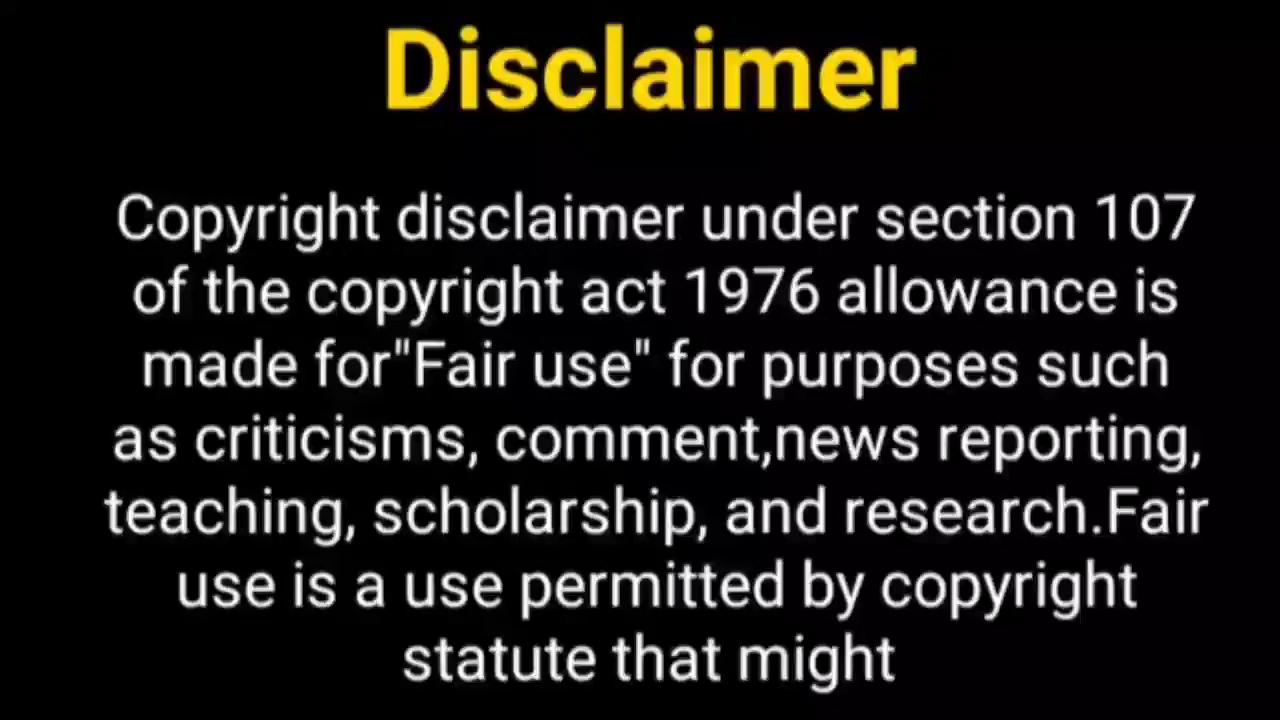 Disclaimer
Copyright disclaimer under section 107
of the copyright act 1976 allowance is
made for"Fair use" for purposes such
as criticisms, comment,news reporting,
teaching, scholarship, and research.Fair
use is a use permitted by copyright
statute that might